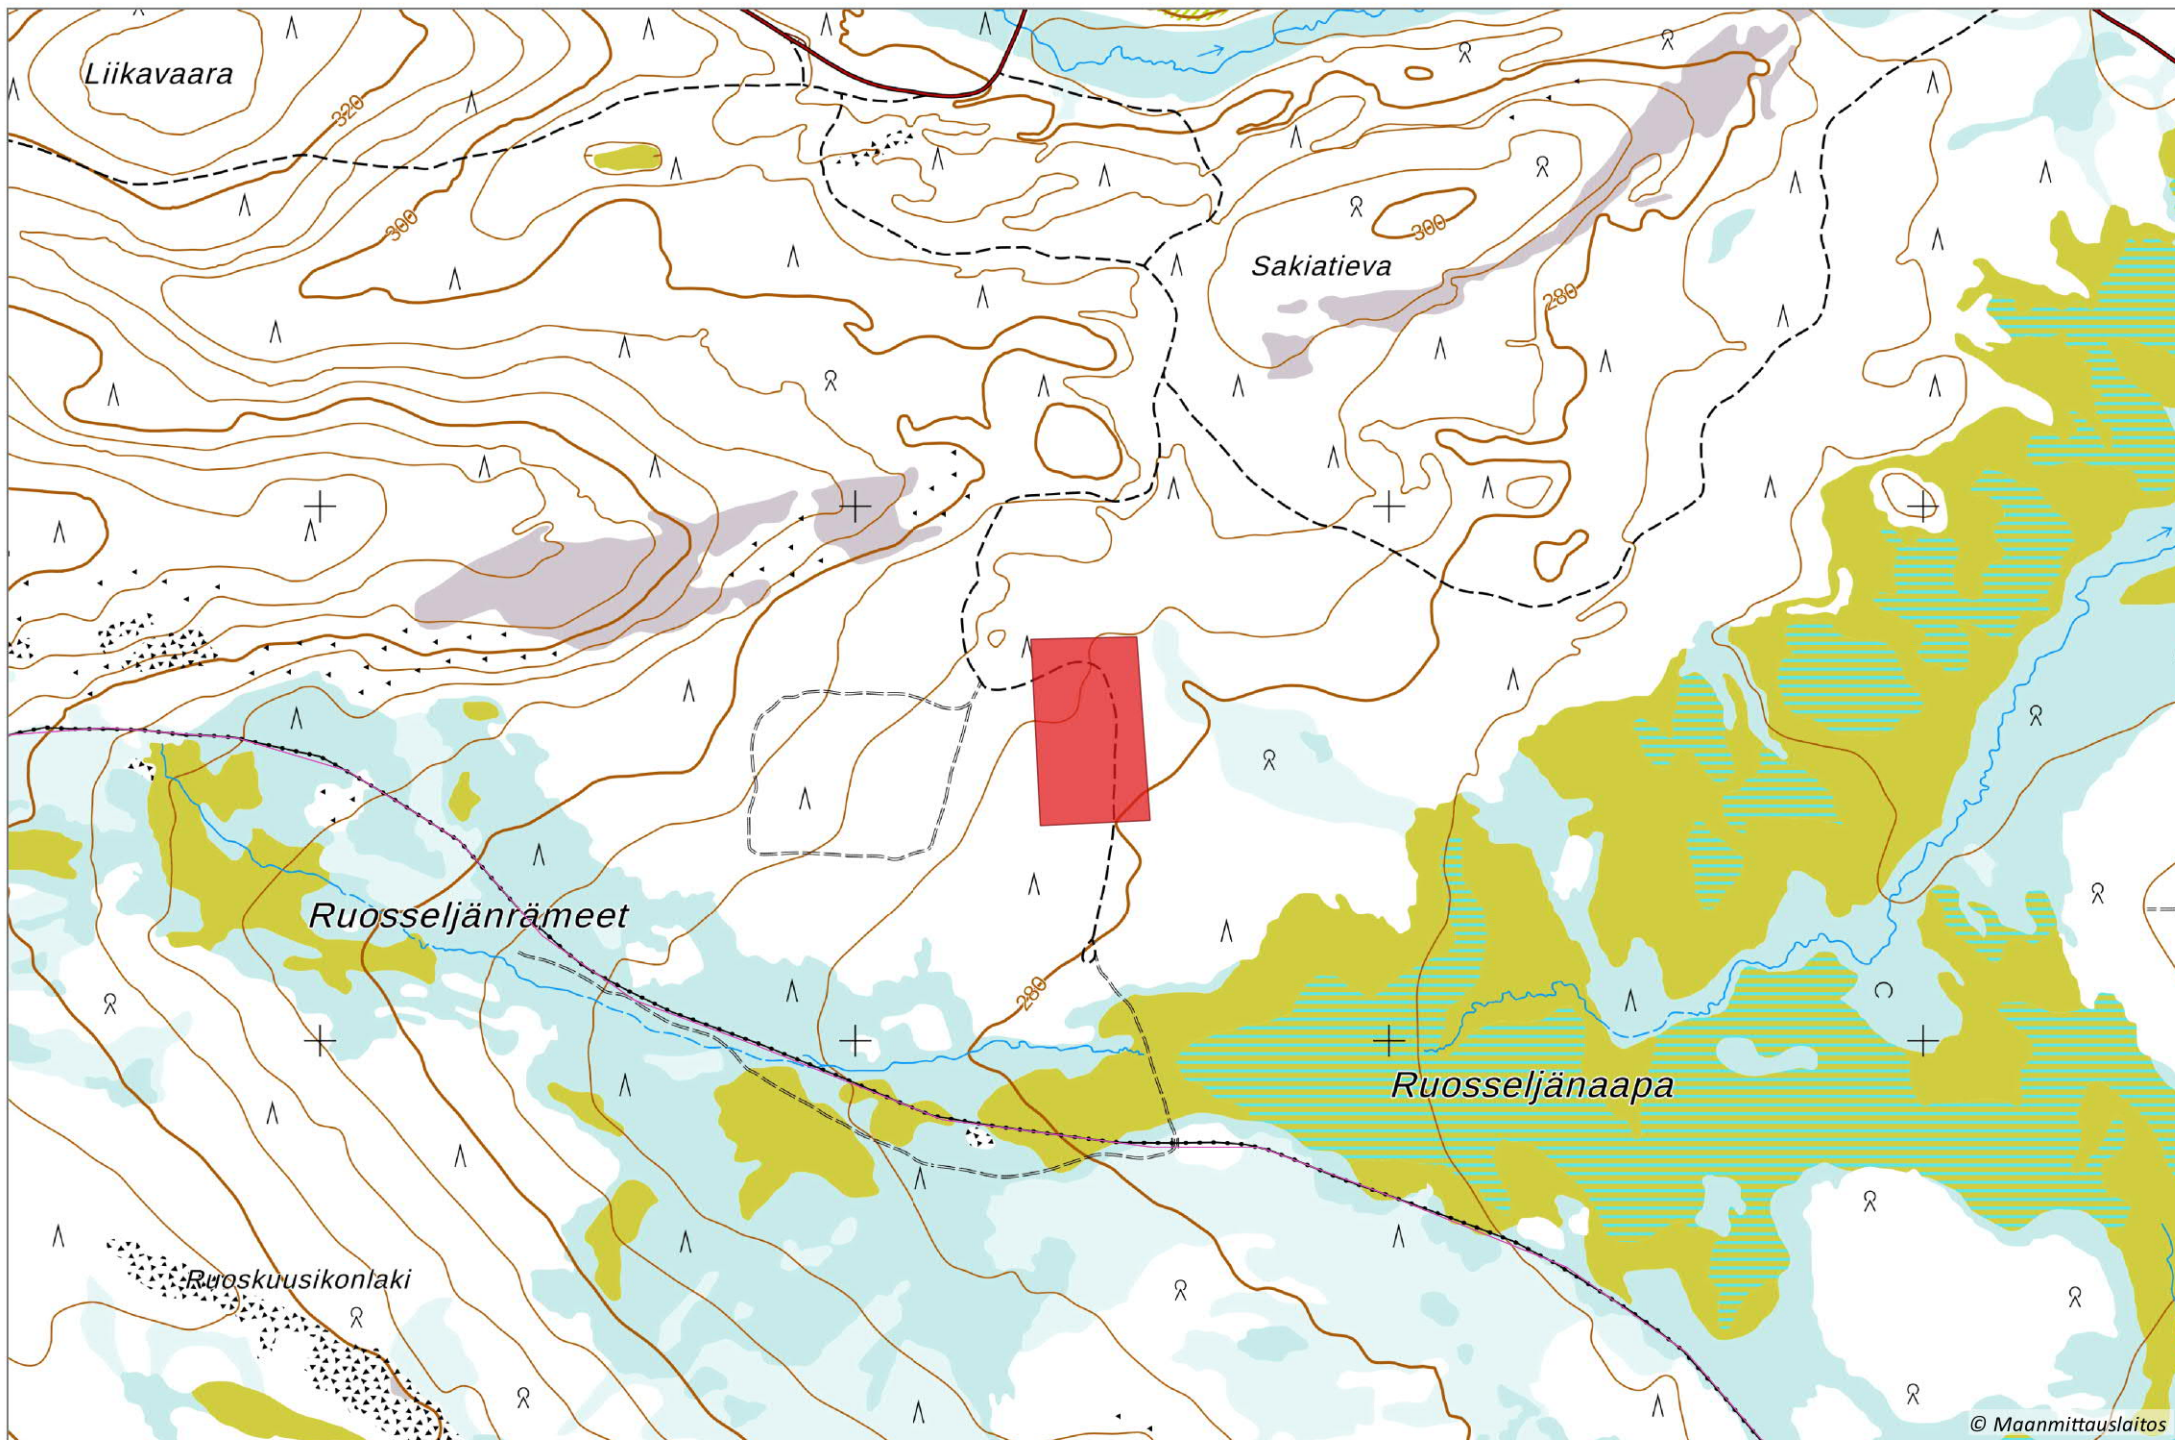 Liikavaara
320
300
300
Sakiatieva
280
Ruosseljänrämeet
280
Ruosseljänaapa
Ruoskuusikonlaki
© Maanmittauslaitos